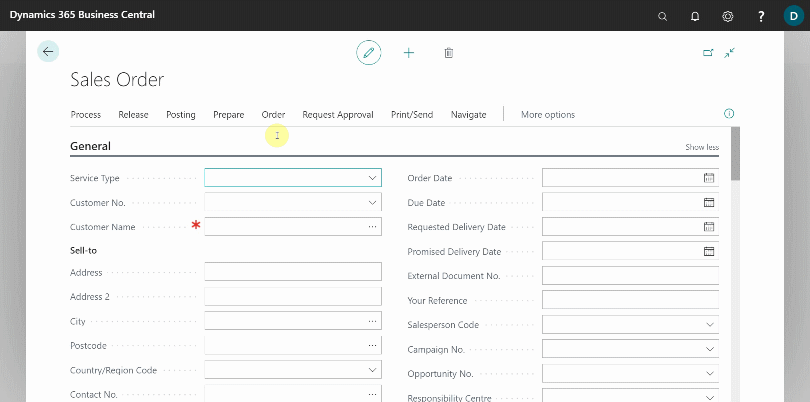 Dynamics 365 Business Central
?
D
Sales Order
Process Release Posting Prepare Order Request Approval Print/Send Navigate More options
General
Show less
Service Type
Customer No.
Customer Name
Sell-to
Address
Address 2
City
Postcode
Country/Region Code
Contact No.
Order Date
Due Date
Requested Delivery Date
Promised Delivery Date
External Document No.
Your Reference
Salesperson Code
Campaign No.
Opportunity No.
Responsibility Centre